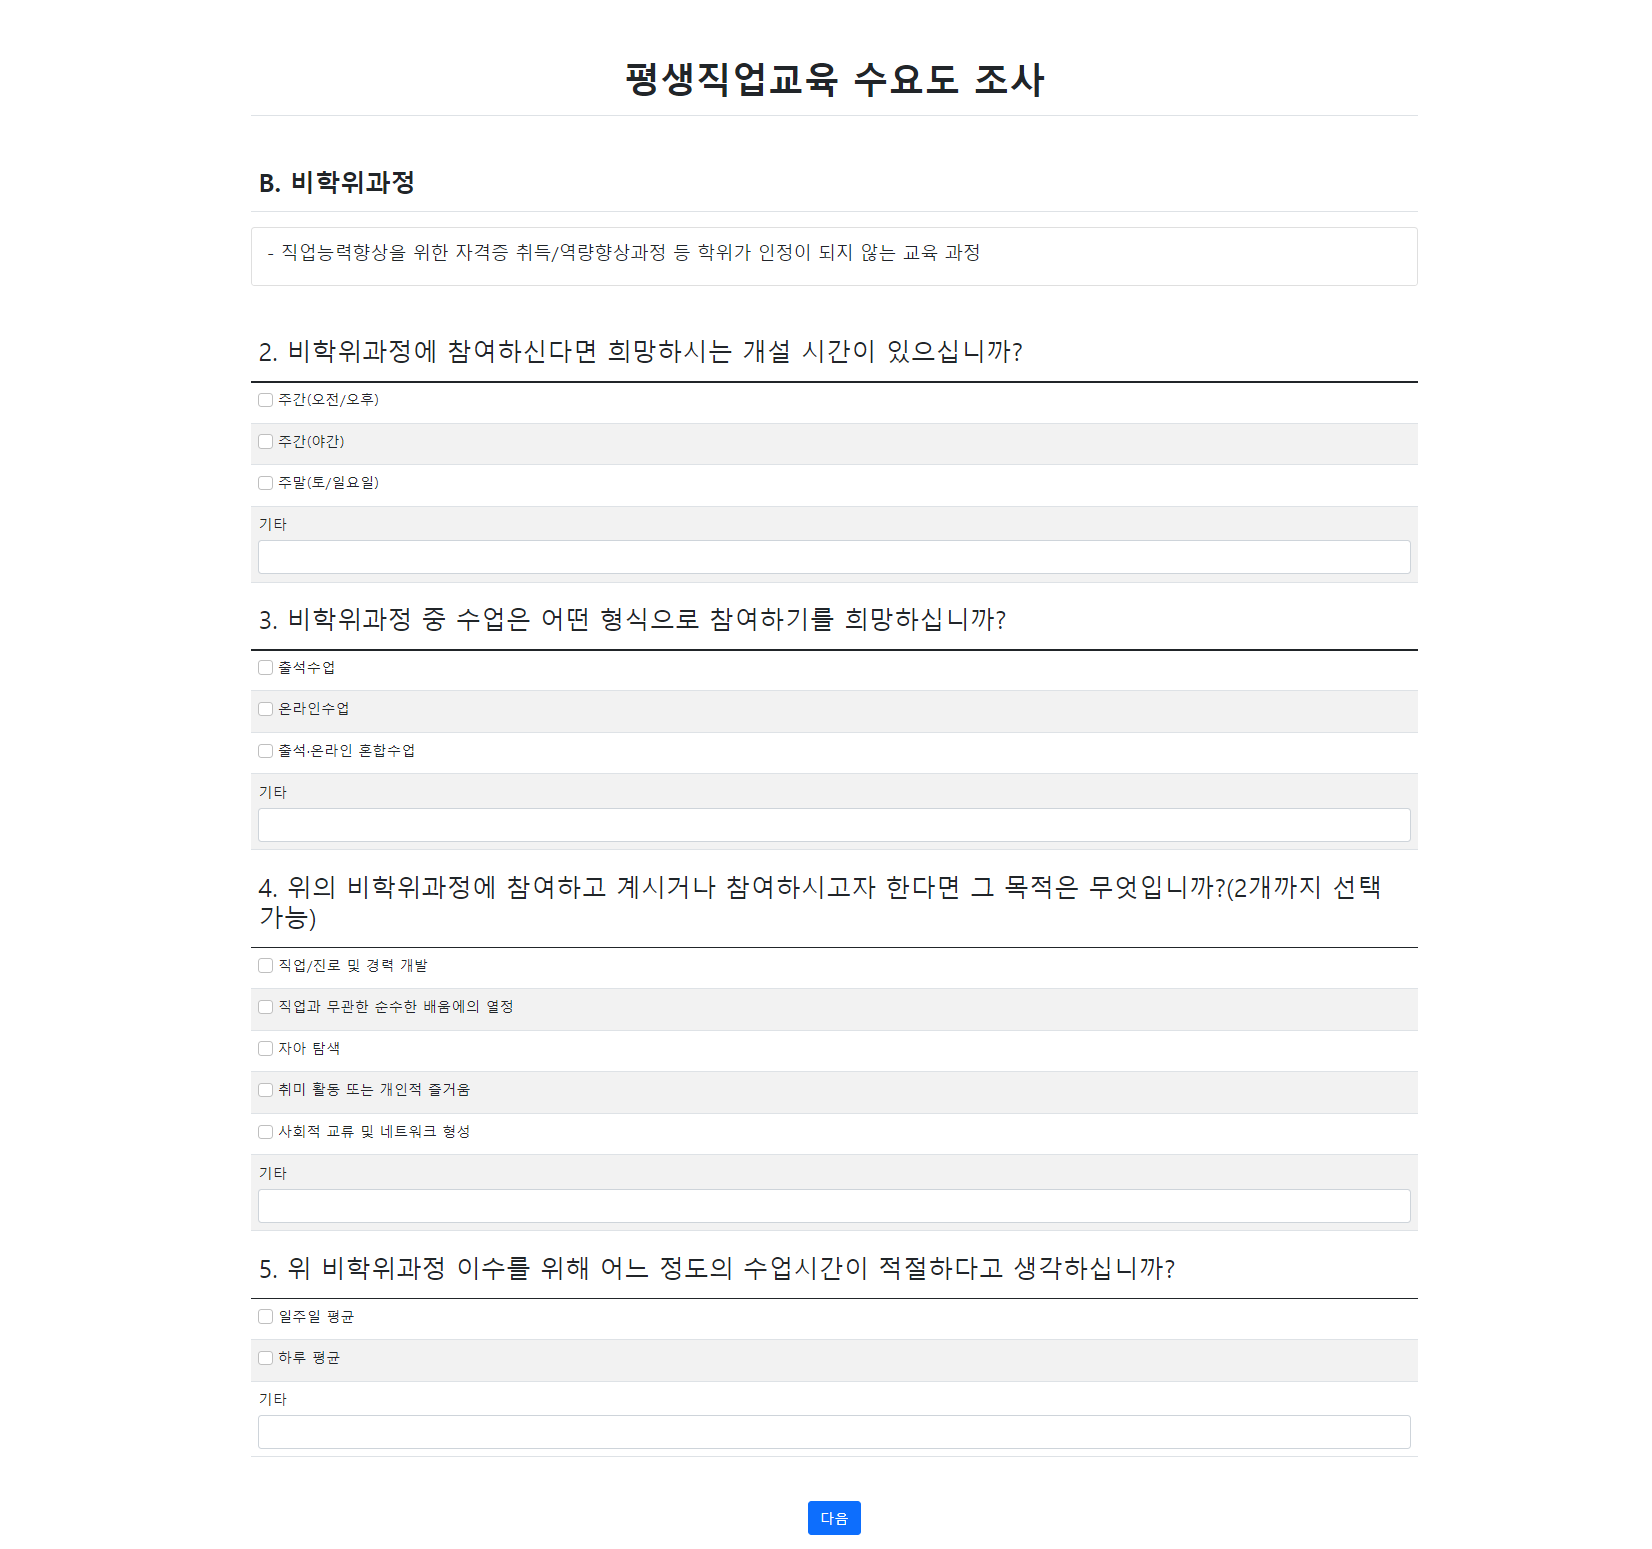 평생직업교육 수요도 조사
B. 비학위과정
- 직업능력향상을 위한 자격증 취득/역량향상과정 등 학위가 인정이 되지 않는 교육 과정
2. 비학위과정에 참여하신다면 희망하시는 개설 시간이 있으십니까?
주간(오전/오후)
주간(야간)
주말(토/일요일)
기타
3. 비학위과정 중 수업은 어떤 형식으로 참여하기를 희망하십니까?
출석수업
온라인수업
출석·온라인 혼합수업
기타
4. 위의 비학위과정에 참여하고 계시거나 참여하시고자 한다면 그 목적은 무엇입니까?(2개까지 선택
가능)
직업/진로 및 경력 개발
직업과 무관한 순수한 배움에의 열정
자아 탐색
취미 활동 또는 개인적 즐거움
사회적 교류 및 네트워크 형성
기타
5. 위 비학위과정 이수를 위해 어느 정도의 수업시간이 적절하다고 생각하십니까?
일주일 평균
하루 평균
기타
다음